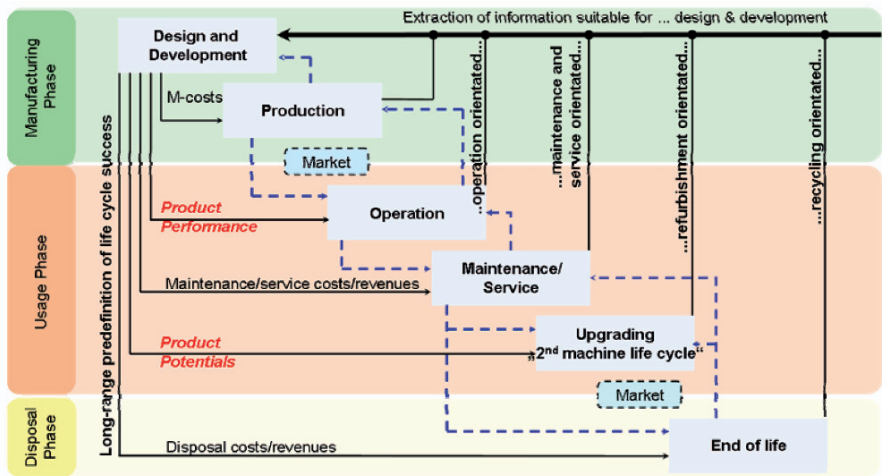 Extraction of information suitable for ... design & development
Design and
Development
Manufacturing
Phase
M-costs
Production
Market
...operation orientated...
...maintenance and
service orientated...
...refurbishment orientated...
...recycling orientated...
Long-range predefinition of life cycle success
Usage Phase
Product
Performance
Operation
Maintenance/service costs/revenues
Maintenance/
Service
Product
Potentials
Upgrading
„2nd machine life cycle“
Market
Disposal
Phase
Disposal costs/revenues
End of life